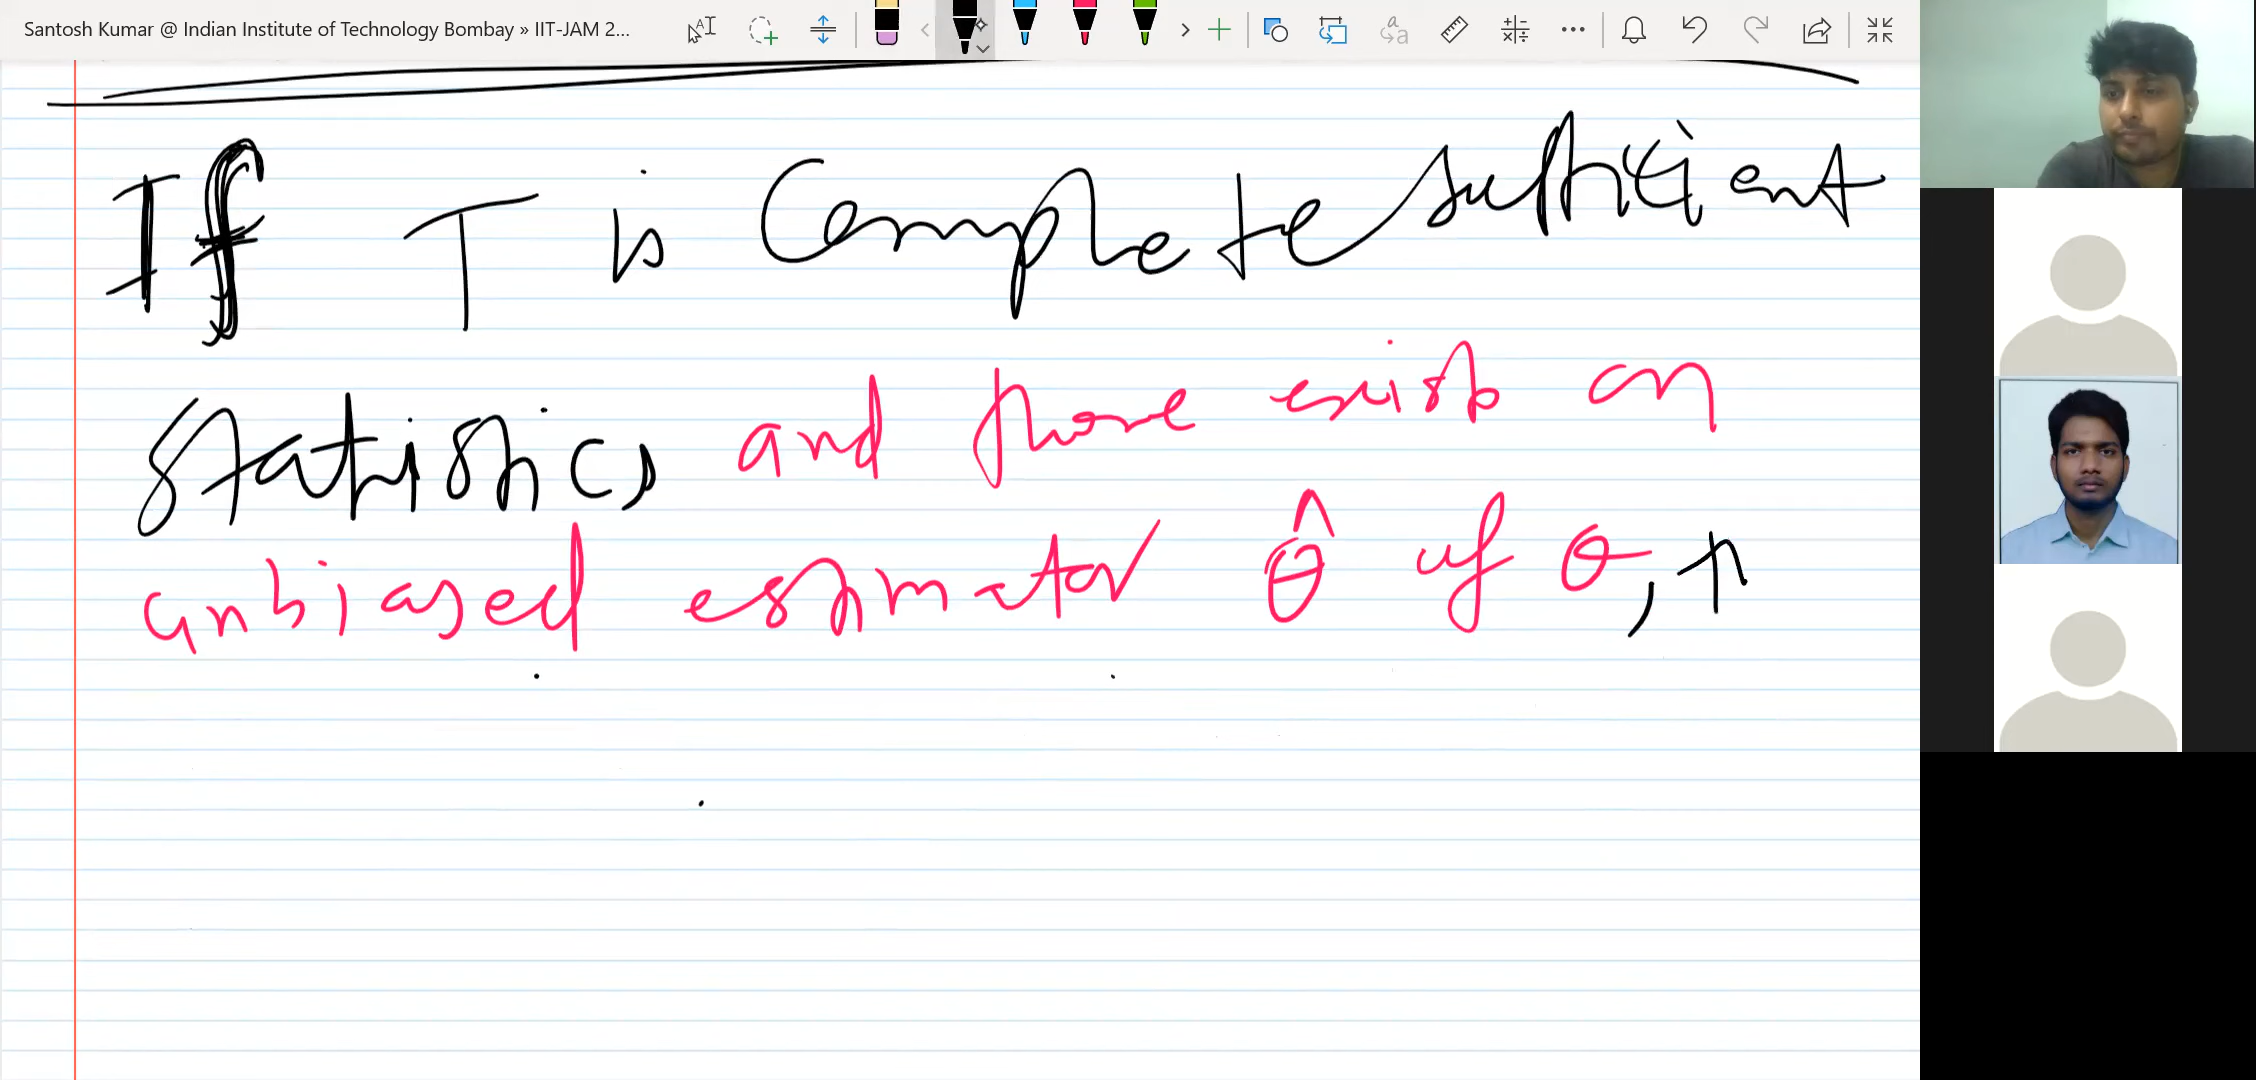 Santosh Kumar @ Indian Institute of Technology Bombay » IIT-JAM 2...
If T is Complete sufficient
statistics and there exists an
unbiased estimator θ̂ of θ,